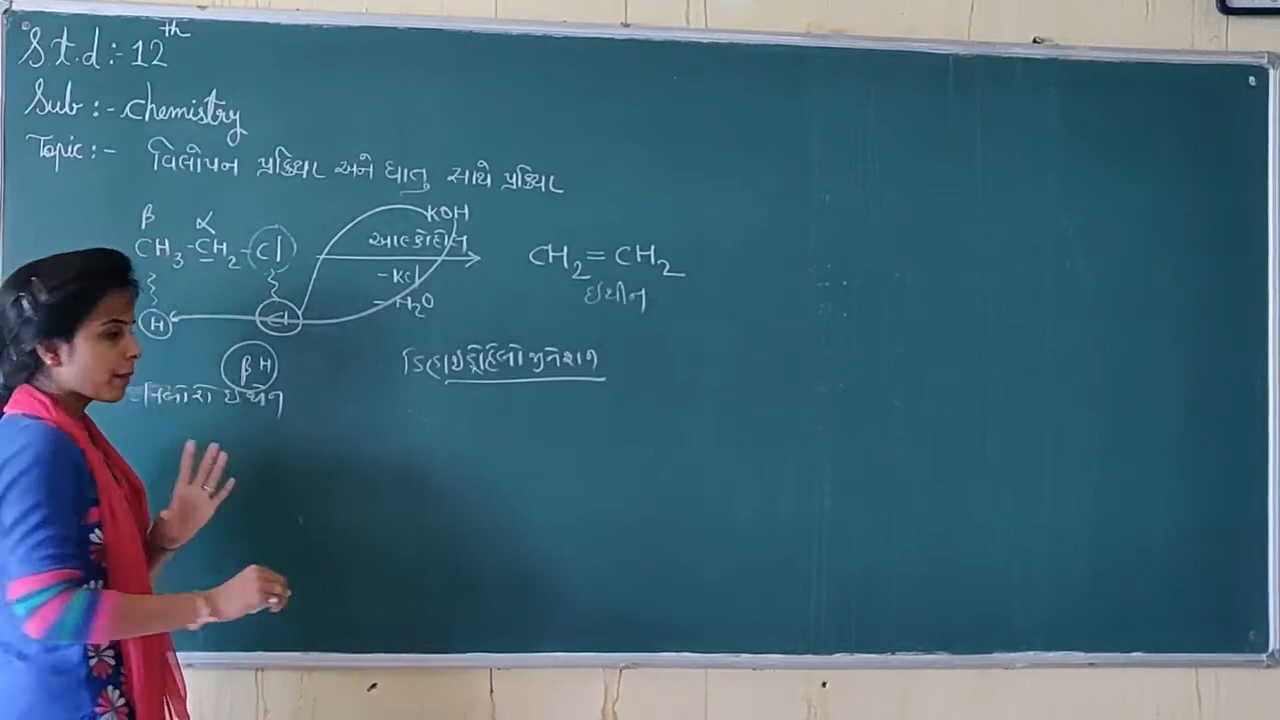 Std:- 12th
Sub :- Chemistry
Topic :- વિલોપન પ્રક્રિયા અને ધાતુ સાથે પ્રક્રિયા
β α
CH3-CH2-Cl
KOH
આલ્કોહોલ
-KCl
-H2O
CH2=CH2
ઇથીન
H Cl
βH
ક્લોરો ઇથેન
ડિહાઇડ્રોહેલોજીનેશન